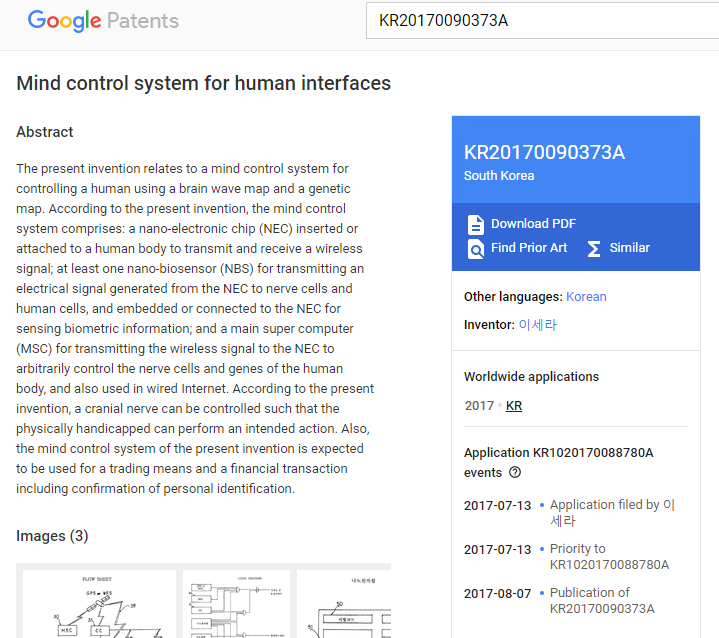 Google Patents
KR20170090373A
Mind control system for human interfaces
Abstract
The present invention relates to a mind control system for
controlling a human using a brain wave map and a genetic
map. According to the present invention, the mind control
system comprises: a nano-electronic chip (NEC) inserted or
attached to a human body to transmit and receive a wireless
signal; at least one nano-biosensor (NBS) for transmitting an
electrical signal generated from the NEC to nerve cells and
human cells, and embedded or connected to the NEC for
sensing biometric information; and a main super computer
(MSC) for transmitting the wireless signal to the NEC to
arbitrarily control the nerve cells and genes of the human
body, and also used in wired Internet. According to the present
invention, a cranial nerve can be controlled such that the
physically handicapped can perform an intended action. Also,
the mind control system of the present invention is expected
to be used for a trading means and a financial transaction
including confirmation of personal identification.
Images (3)
FLOW SHEET
GPS
MSC
CC
LOGIC DIAGRAM
나노전자칩
50
KR20170090373A
South Korea
Download PDF
Find Prior Art
Similar
Other languages: Korean
Inventor: 이세라
Worldwide applications
2017 KR
Application KR1020170088780A
events
2017-07-13 Application filed by 이
세라
2017-07-13 Priority to
KR1020170088780A
2017-08-07 Publication of
KR20170090373A